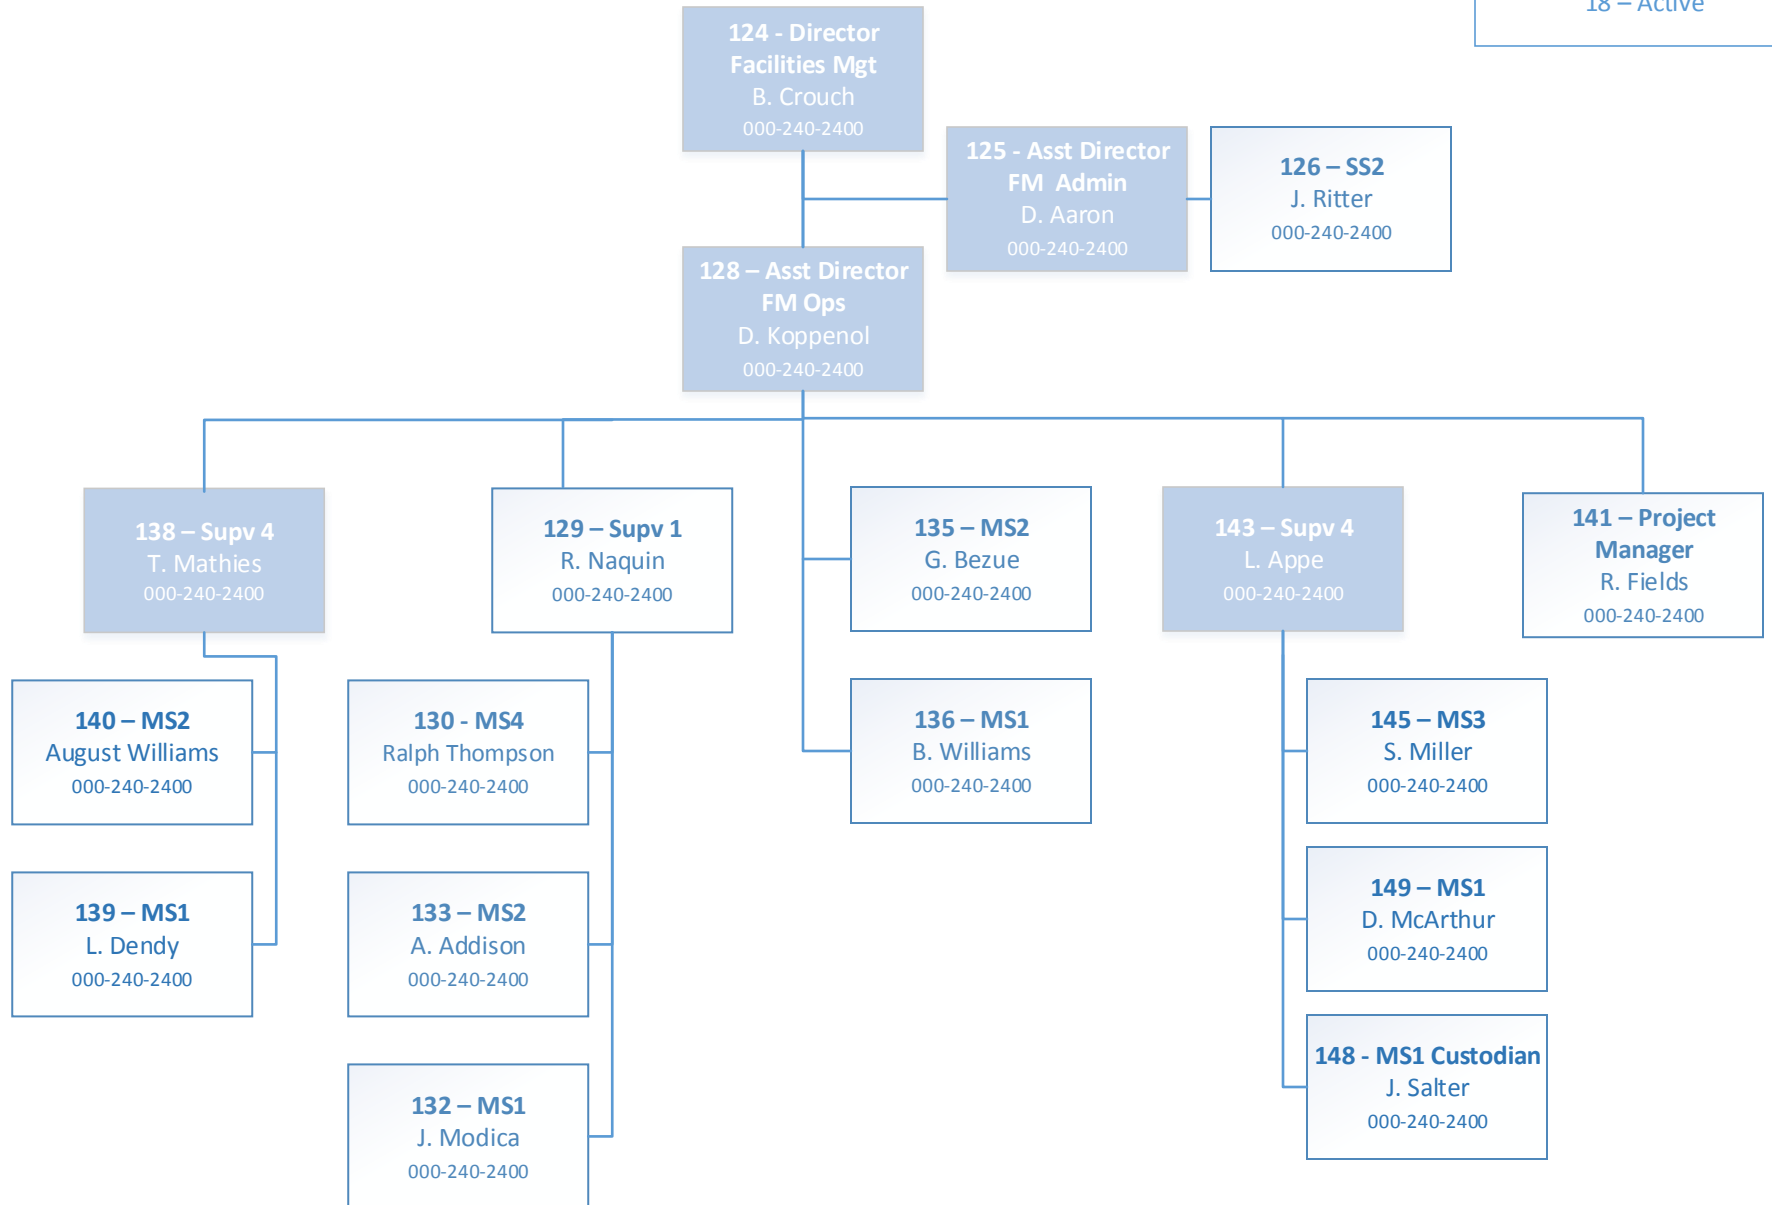 18 – Active
124 - Director
Facilities Mgt
B. Crouch
000-240-2400
125 - Asst Director
FM Admin
D. Aaron
000-240-2400
126 – SS2
J. Ritter
000-240-2400
128 – Asst Director
FM Ops
D. Koppenol
000-240-2400
138 – Supv 4
T. Mathies
000-240-2400
129 – Supv 1
R. Naquin
000-240-2400
135 – MS2
G. Bezue
000-240-2400
143 – Supv 4
L. Appe
000-240-2400
141 – Project
Manager
R. Fields
000-240-2400
140 – MS2
August Williams
000-240-2400
130 - MS4
Ralph Thompson
000-240-2400
136 – MS1
B. Williams
000-240-2400
145 – MS3
S. Miller
000-240-2400
139 – MS1
L. Dendy
000-240-2400
133 – MS2
A. Addison
000-240-2400
149 – MS1
D. McArthur
000-240-2400
132 – MS1
J. Modica
000-240-2400
148 - MS1 Custodian
J. Salter
000-240-2400